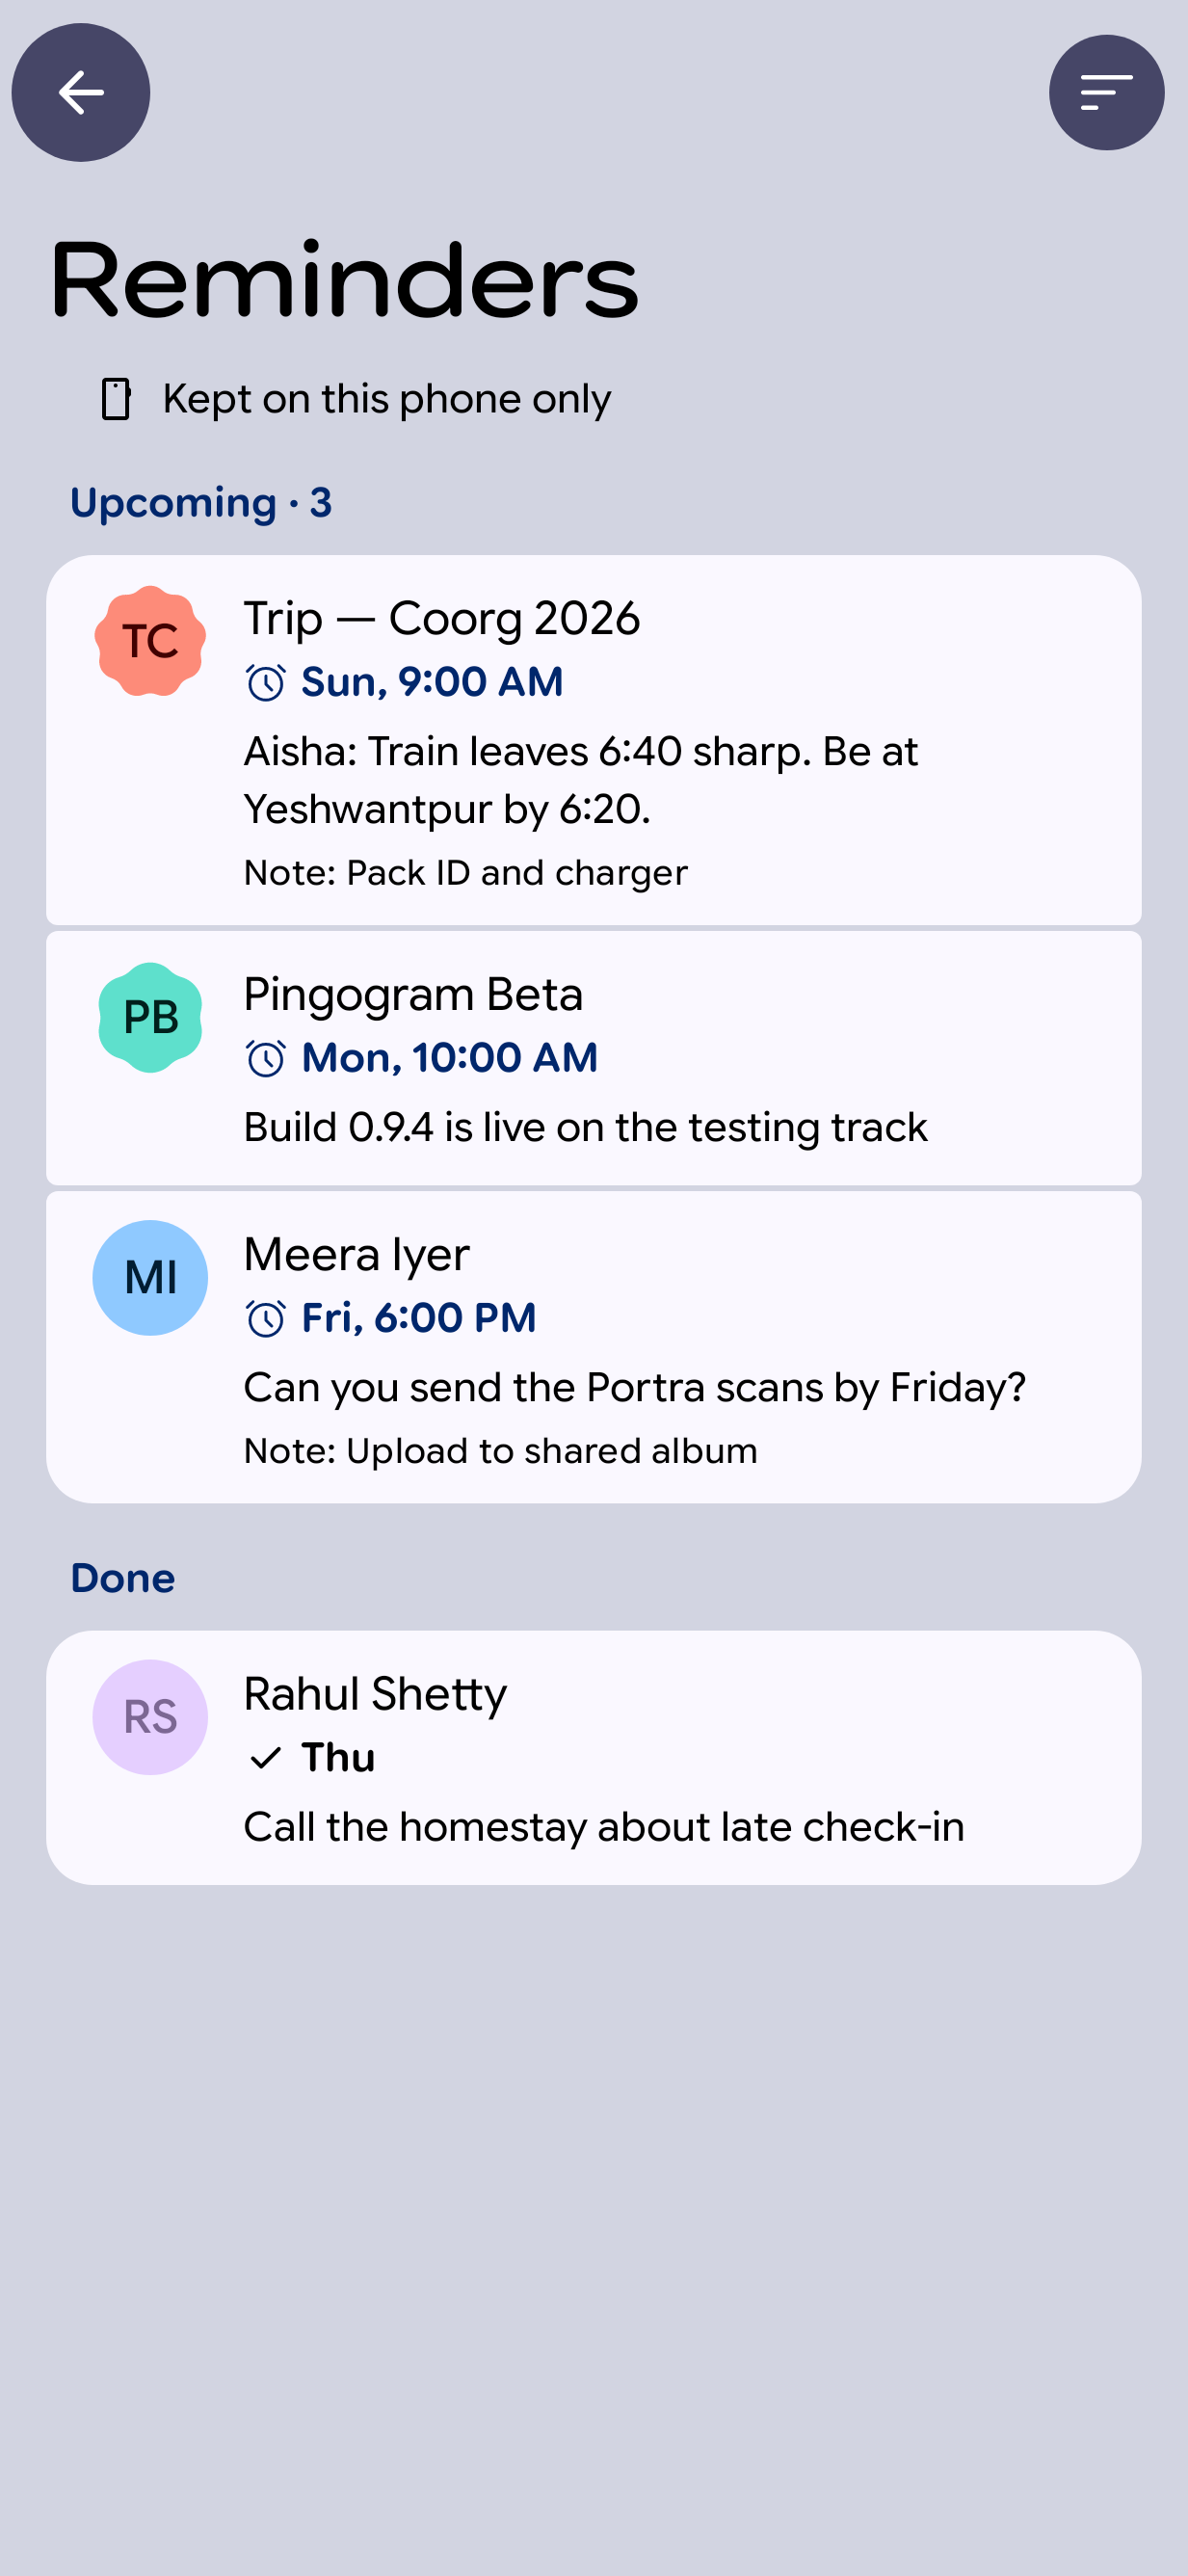 Reminders
Kept on this phone only
Upcoming · 3
TC
Trip — Coorg 2026
Sun, 9:00 AM
Aisha: Train leaves 6:40 sharp. Be at
Yeshwantpur by 6:20.
Note: Pack ID and charger
PB
Pingogram Beta
Mon, 10:00 AM
Build 0.9.4 is live on the testing track
MI
Meera Iyer
Fri, 6:00 PM
Can you send the Portra scans by Friday?
Note: Upload to shared album
Done
RS
Rahul Shetty
Thu
Call the homestay about late check-in